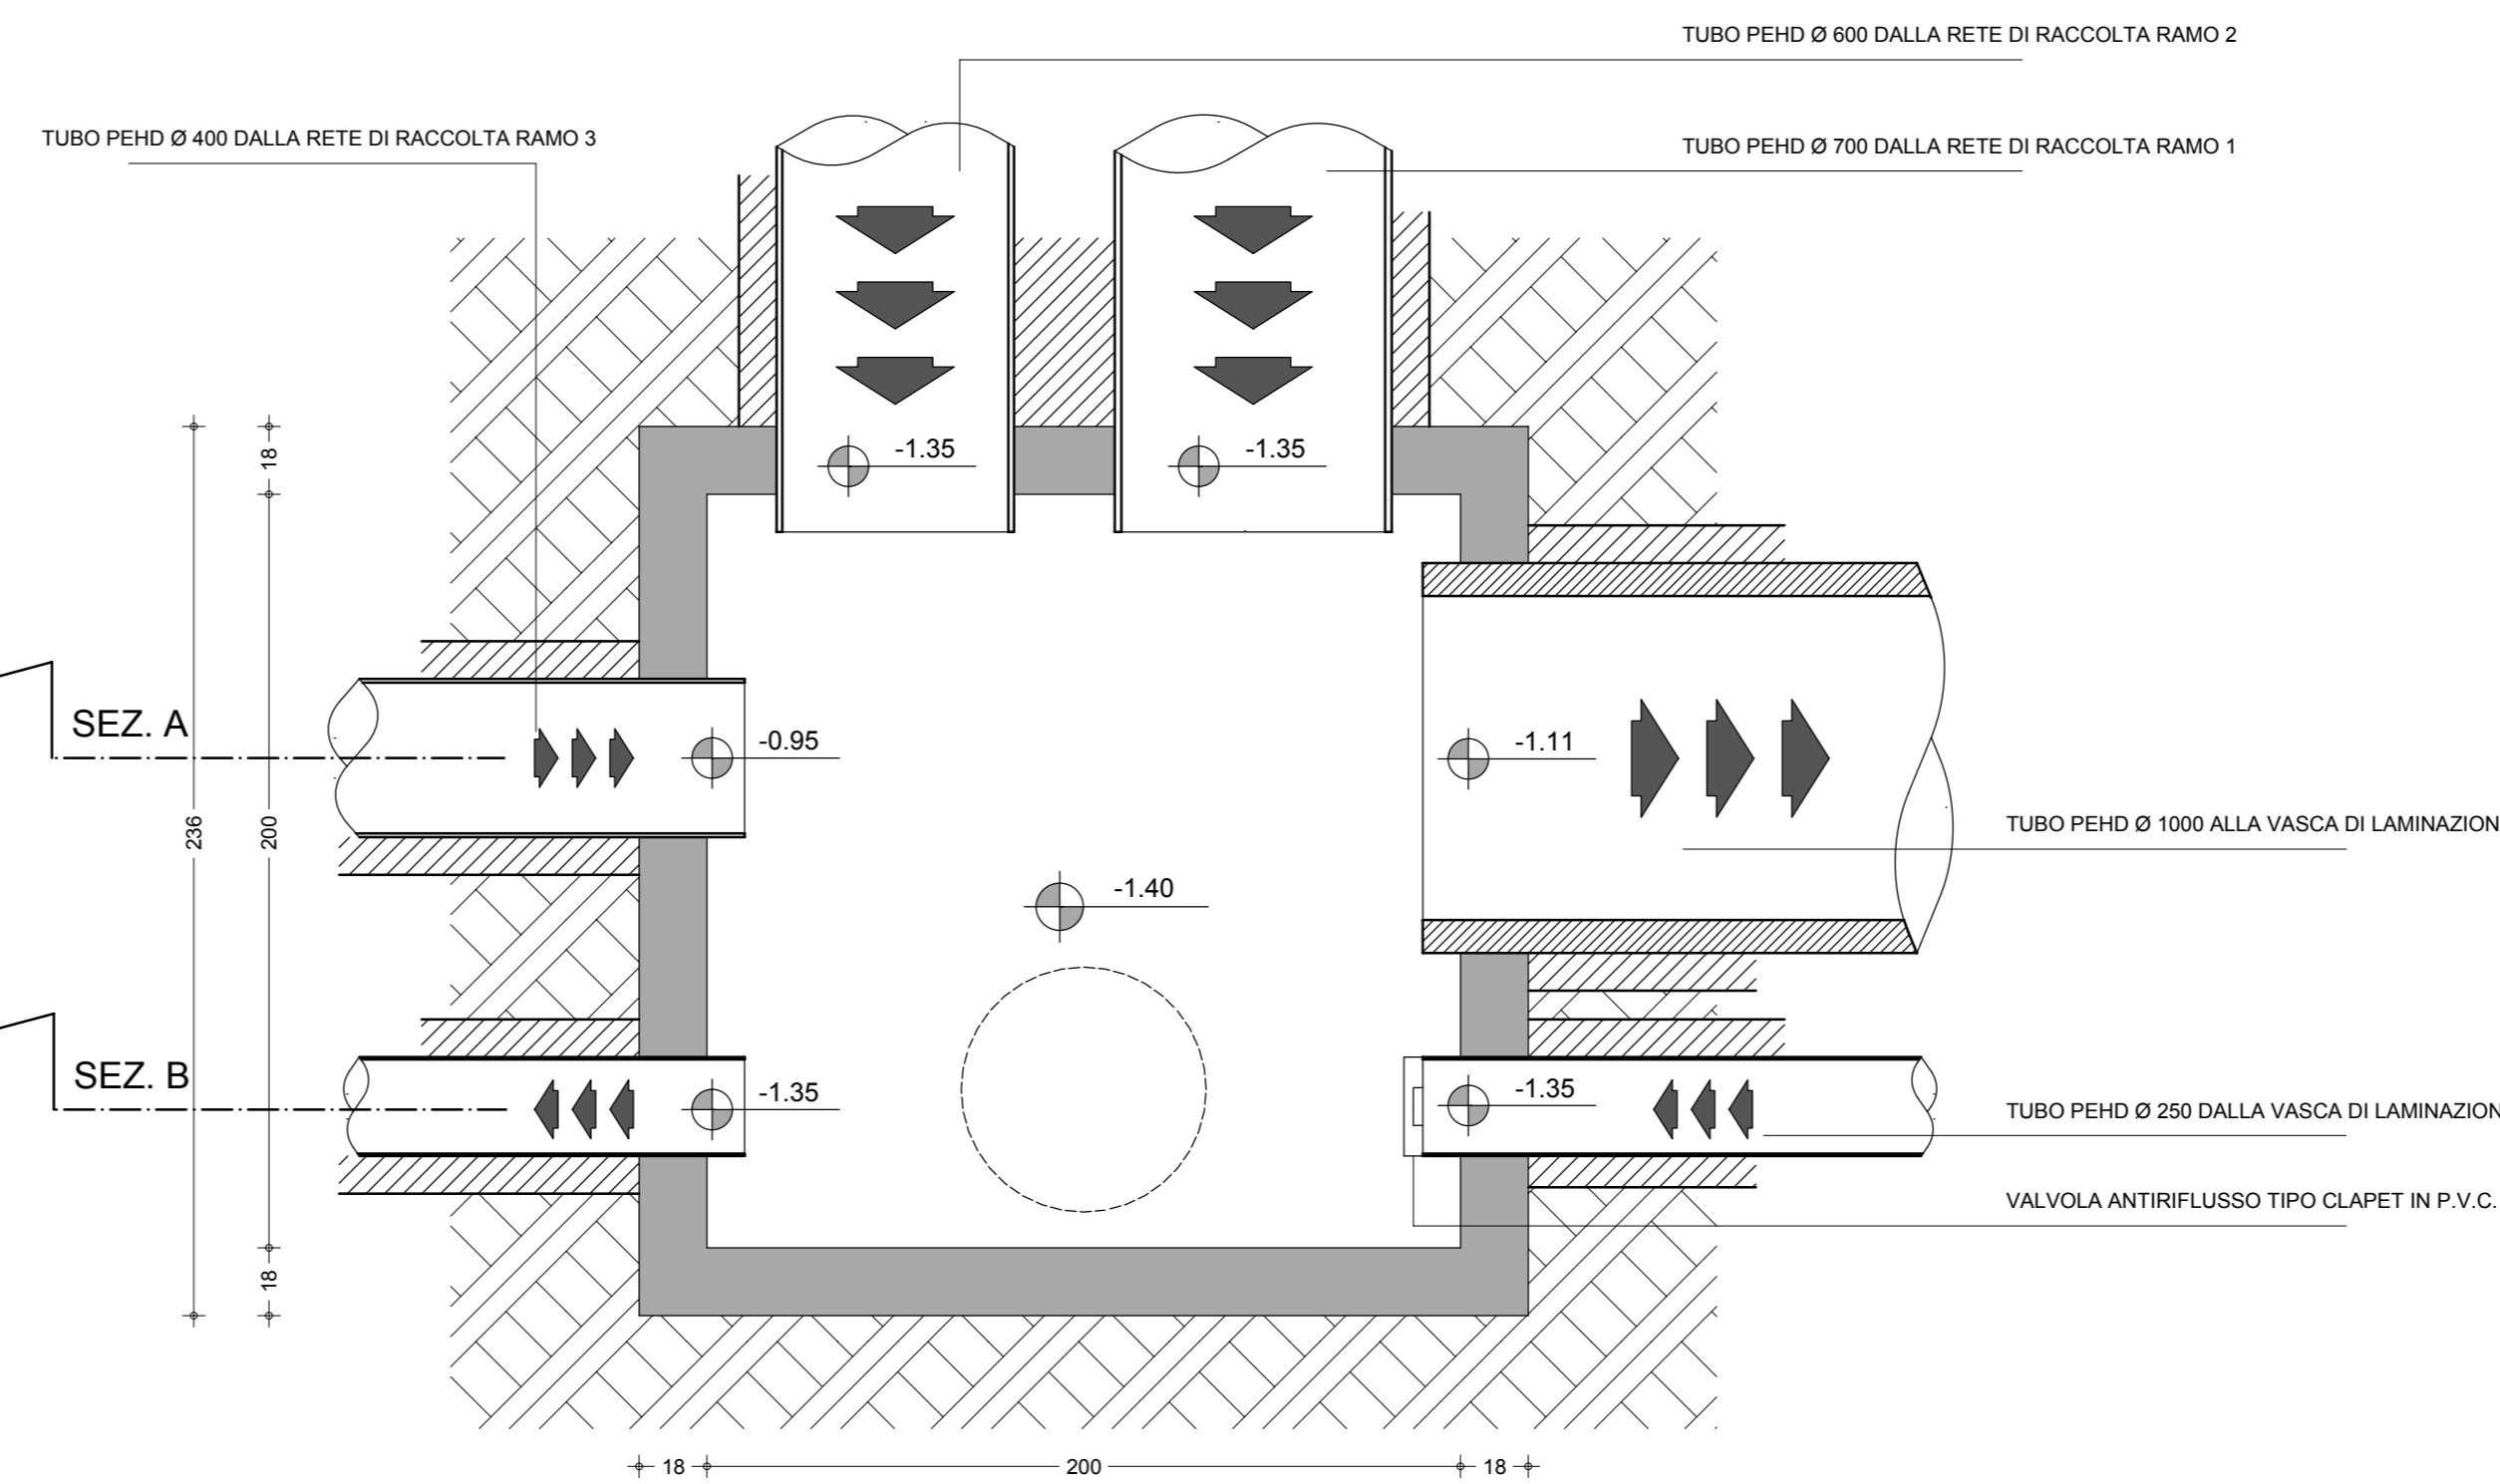 TUBO PEHD Ø 600 DALLA RETE DI RACCOLTA RAMO 2
TUBO PEHD Ø 400 DALLA RETE DI RACCOLTA RAMO 3
TUBO PEHD Ø 700 DALLA RETE DI RACCOLTA RAMO 1
18
-1.35
-1.35
SEZ. A
-0.95
-1.11
236
200
TUBO PEHD Ø 1000 ALLA VASCA DI LAMINAZION
-1.40
SEZ. B
-1.35
-1.35
TUBO PEHD Ø 250 DALLA VASCA DI LAMINAZION
VALVOLA ANTIRIFLUSSO TIPO CLAPET IN P.V.C.
18
18
200
18